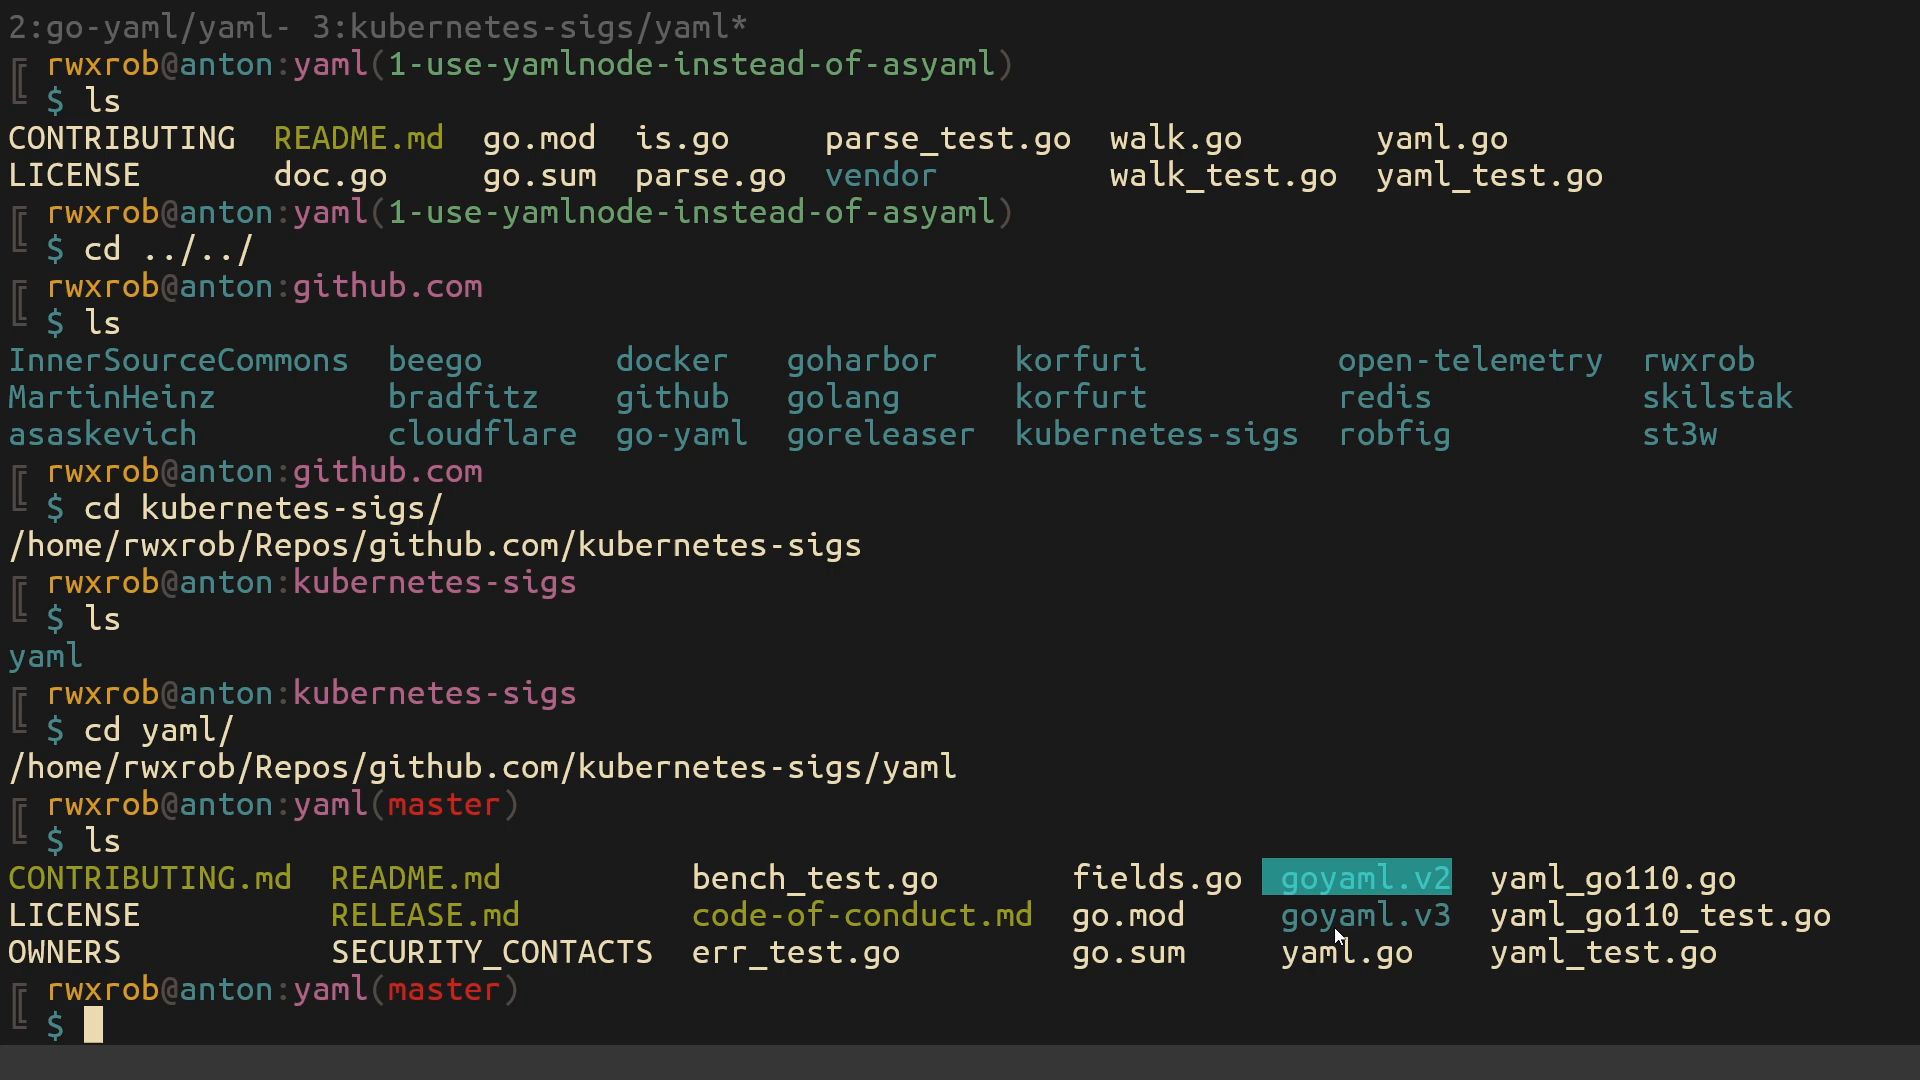 2:go-yaml/yaml- 3:kubernetes-sigs/yaml*
╔ rwxrob@anton:yaml(1-use-yamlnode-instead-of-asyaml)
╚ $ ls
CONTRIBUTING  README.md  go.mod  is.go     parse_test.go  walk.go       yaml.go
LICENSE       doc.go     go.sum  parse.go  vendor         walk_test.go  yaml_test.go
╔ rwxrob@anton:yaml(1-use-yamlnode-instead-of-asyaml)
╚ $ cd ../../
╔ rwxrob@anton:github.com
╚ $ ls
InnerSourceCommons  beego       docker   goharbor    korfuri          open-telemetry  rwxrob
MartinHeinz         bradfitz    github   golang      korfurt          redis           skilstak
asaskevich          cloudflare  go-yaml  goreleaser  kubernetes-sigs  robfig          st3w
╔ rwxrob@anton:github.com
╚ $ cd kubernetes-sigs/
/home/rwxrob/Repos/github.com/kubernetes-sigs
╔ rwxrob@anton:kubernetes-sigs
╚ $ ls
yaml
╔ rwxrob@anton:kubernetes-sigs
╚ $ cd yaml/
/home/rwxrob/Repos/github.com/kubernetes-sigs/yaml
╔ rwxrob@anton:yaml(master)
╚ $ ls
CONTRIBUTING.md  README.md          bench_test.go       fields.go  goyaml.v2  yaml_go110.go
LICENSE          RELEASE.md         code-of-conduct.md  go.mod     goyaml.v3  yaml_go110_test.go
OWNERS           SECURITY_CONTACTS  err_test.go         go.sum     yaml.go    yaml_test.go
╔ rwxrob@anton:yaml(master)
╚ $